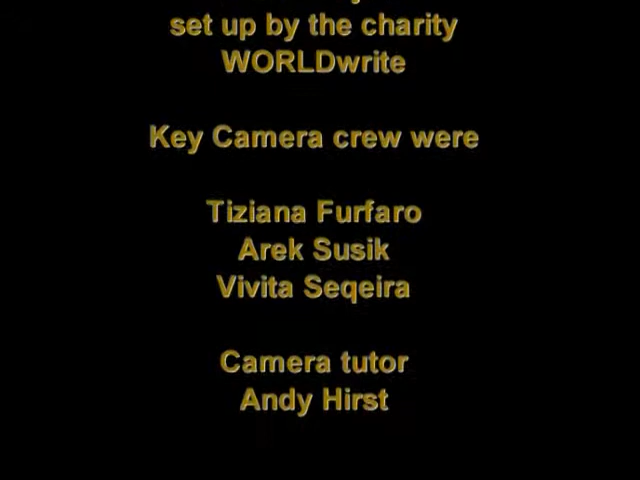 set up by the charity
WORLDwrite
Key Camera crew were
Tiziana Furfaro
Arek Susik
Vivita Seqeira
Camera tutor
Andy Hirst